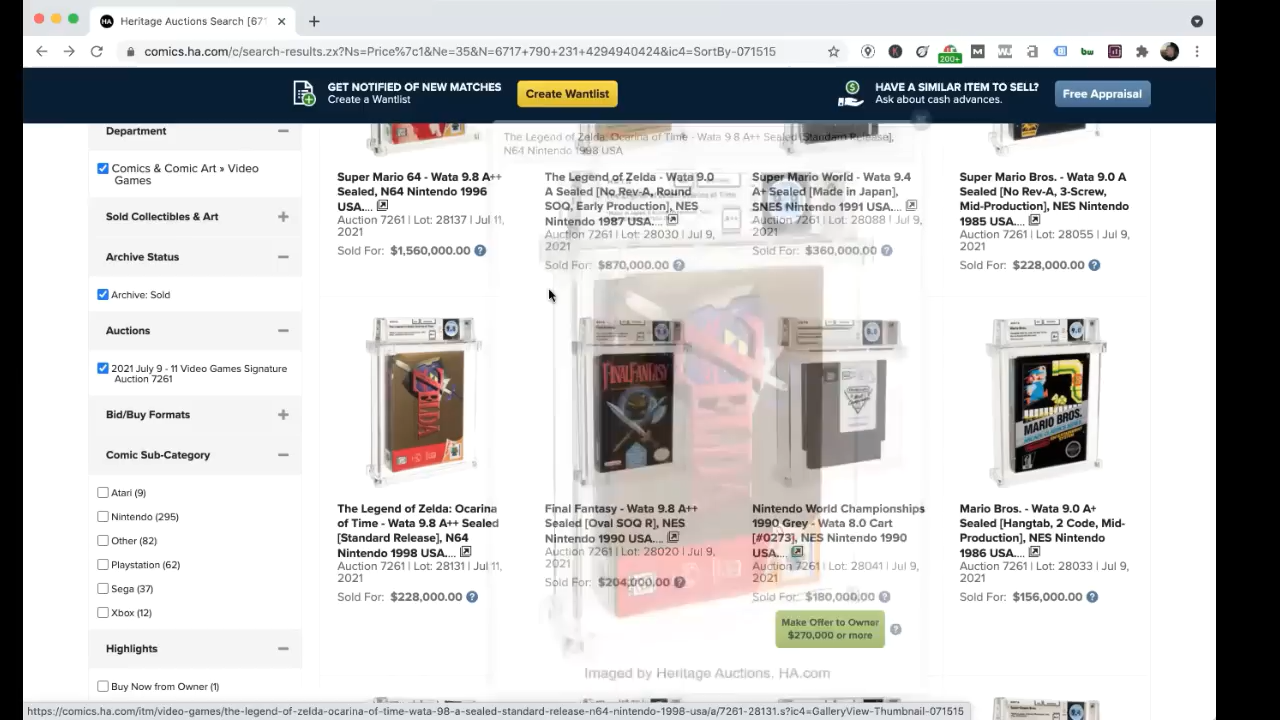 Heritage Auctions Search [67
comics.ha.com/c/search-results.zx?Ns=Price%7c1&Ne=35&N=6717+790+231+4294940424&ic4=SortBy-071515
200+
GET NOTIFIED OF NEW MATCHES
Create a Wantlist
Create Wantlist
HAVE A SIMILAR ITEM TO SELL?
Ask about cash advances.
Free Appraisal
Department
Comics & Comic Art » Video
Games
Sold Collectibles & Art
Archive Status
Archive: Sold
Auctions
2021 July 9 - 11 Video Games Signature
Auction 7261
Bid/Buy Formats
Comic Sub-Category
Atari (9)
Nintendo (295)
Other (82)
Playstation (62)
Sega (37)
Xbox (12)
Highlights
Buy Now from Owner (1)
The Legend of Zelda: Ocarina of Time - Wata 9.8 A++ Sealed [Standard Release],
N64 Nintendo 1998 USA
Super Mario 64 - Wata 9.8 A++
Sealed, N64 Nintendo 1996
USA....
Auction 7261 | Lot: 28137 | Jul 11,
2021
Sold For: $1,560,000.00
The Legend of Zelda - Wata 9.0
A Sealed [No Rev-A, Round
SOQ, Early Production], NES
Nintendo 1987 USA....
Auction 7261 | Lot: 28030 | Jul 9,
2021
Sold For: $870,000.00
Super Mario World - Wata 9.4
A+ Sealed [Made in Japan],
SNES Nintendo 1991 USA....
Auction 7261 | Lot: 28088 | Jul 9,
2021
Sold For: $360,000.00
Super Mario Bros. - Wata 9.0 A
Sealed [No Rev-A, 3-Screw,
Mid-Production], NES Nintendo
1985 USA....
Auction 7261 | Lot: 28055 | Jul 9,
2021
Sold For: $228,000.00
ZELDA
FINAL FANTASY
MARIO BROS.
The Legend of Zelda: Ocarina
of Time - Wata 9.8 A++ Sealed
[Standard Release], N64
Nintendo 1998 USA....
Auction 7261 | Lot: 28131 | Jul 11,
2021
Sold For: $228,000.00
Final Fantasy - Wata 9.8 A++
Sealed [Oval SOQ R], NES
Nintendo 1990 USA....
Auction 7261 | Lot: 28020 | Jul 9,
2021
Sold For: $204,000.00
Nintendo World Championships
1990 Grey - Wata 8.0 Cart
[#0273], NES Nintendo 1990
USA....
Auction 7261 | Lot: 28041 | Jul 9,
2021
Sold For: $180,000.00
Make Offer to Owner
$270,000 or more
Mario Bros. - Wata 9.0 A+
Sealed [Hangtab, 2 Code, Mid-
Production], NES Nintendo
1986 USA....
Auction 7261 | Lot: 28033 | Jul 9,
2021
Sold For: $156,000.00
Imaged by Heritage Auctions, HA.com
https://comics.ha.com/itm/video-games/the-legend-of-zelda-ocarina-of-time-wata-98-a-sealed-standard-release-n64-nintendo-1998-usa/a/7261-28131.s?ic4=GalleryView-Thumbnail-071515